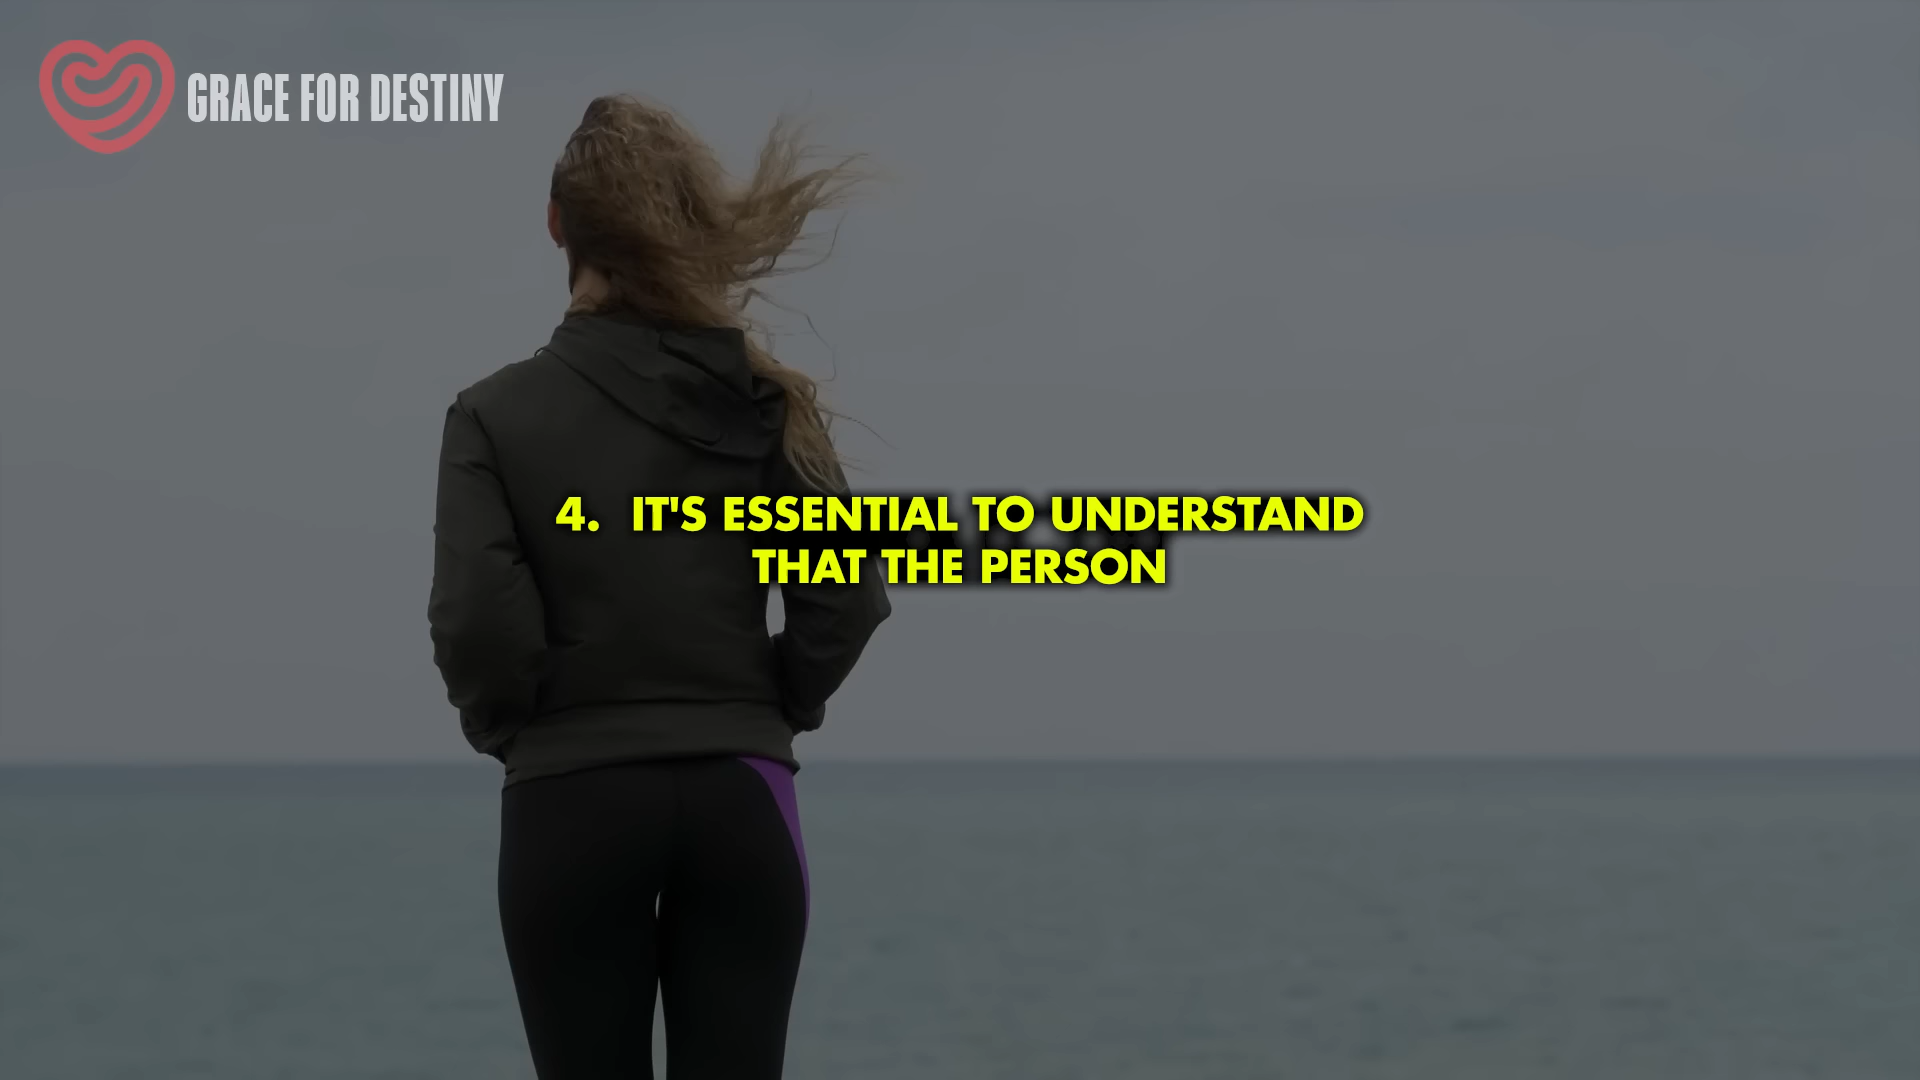 GRACE FOR DESTINY
4. IT'S ESSENTIAL TO UNDERSTAND
THAT THE PERSON